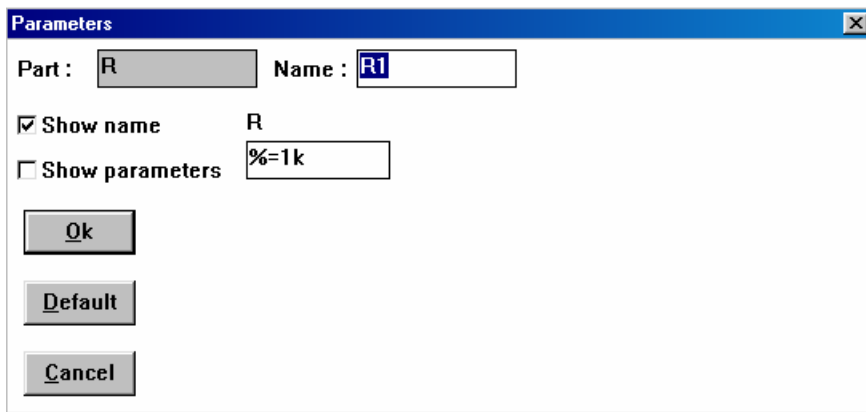 Parameters
Part : R Name : R1
Show name R
Show parameters %=1k
Ok
Default
Cancel